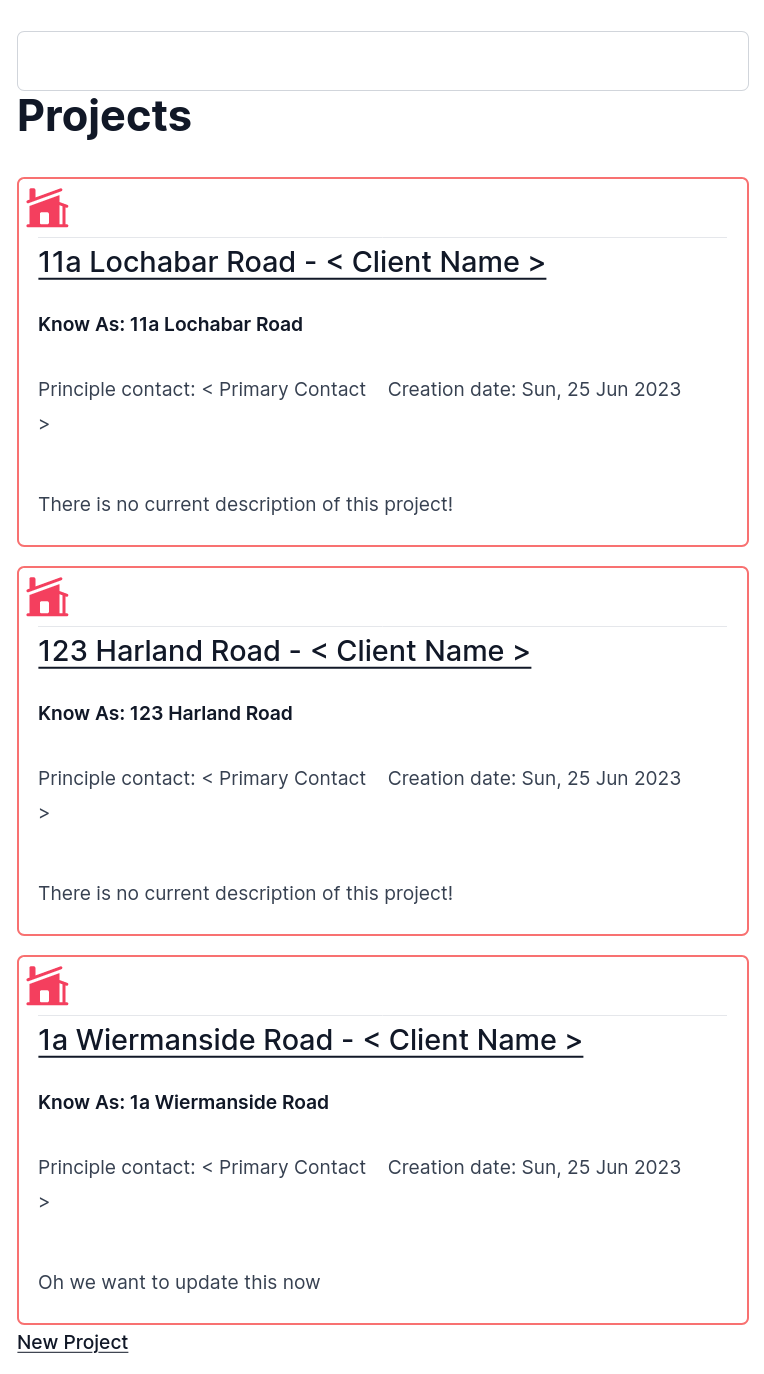 Projects
11a Lochabar Road - < Client Name >
Know As: 11a Lochabar Road
Principle contact: < Primary Contact Creation date: Sun, 25 Jun 2023
>
There is no current description of this project!
123 Harland Road - < Client Name >
Know As: 123 Harland Road
Principle contact: < Primary Contact Creation date: Sun, 25 Jun 2023
>
There is no current description of this project!
1a Wiermanside Road - < Client Name >
Know As: 1a Wiermanside Road
Principle contact: < Primary Contact Creation date: Sun, 25 Jun 2023
>
Oh we want to update this now
New Project